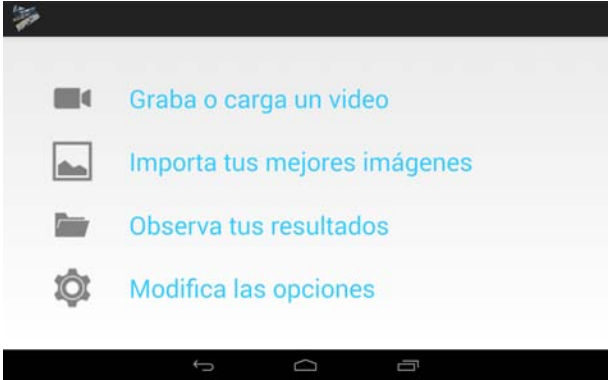 Graba o carga un video
Importa tus mejores imágenes
Observa tus resultados
Modifica las opciones